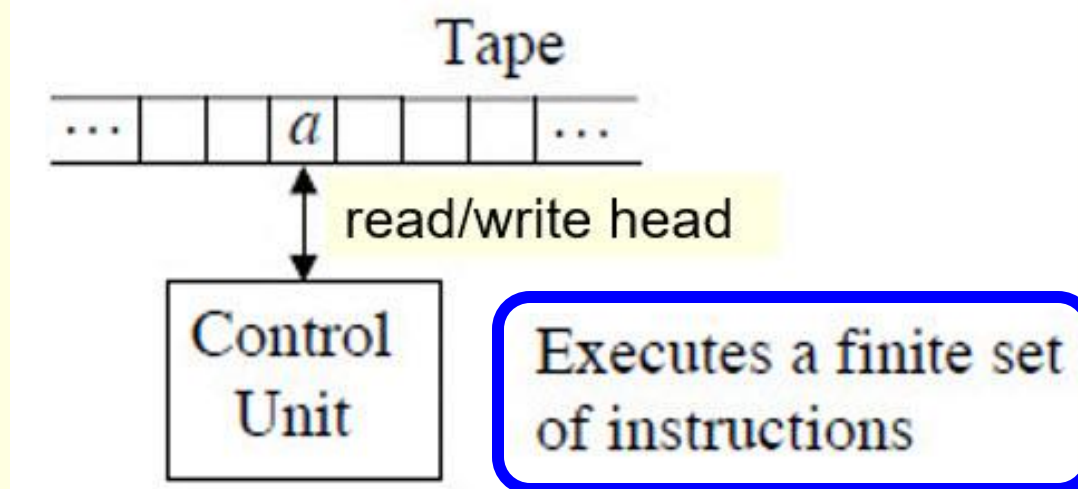 Tape
... a ...
read/write head
Control
Unit
Executes a finite set
of instructions